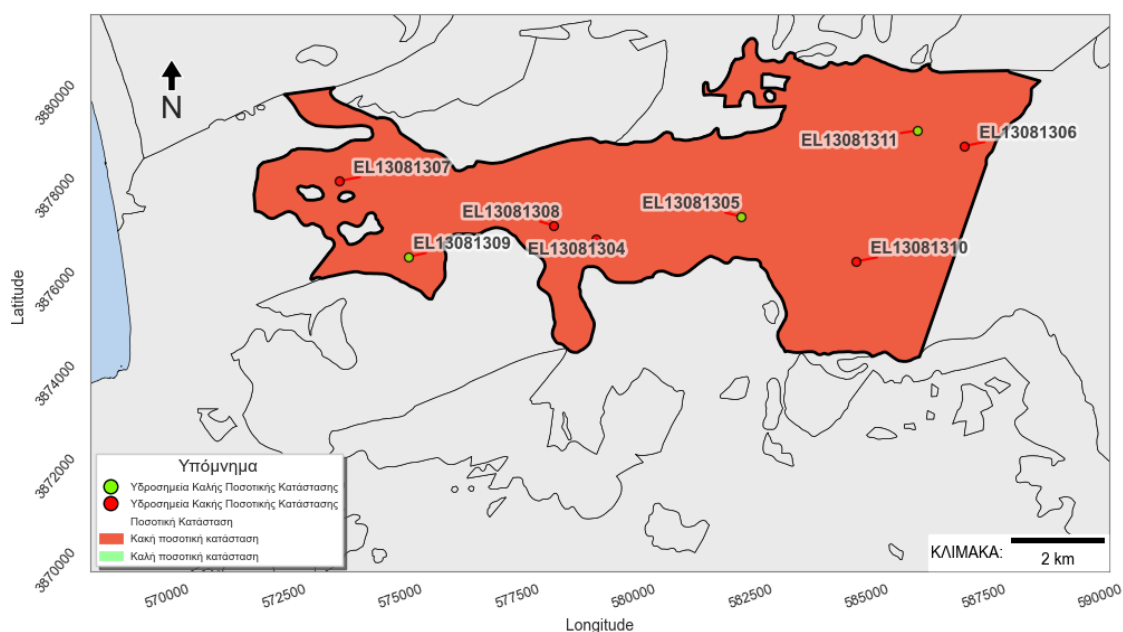 N
EL13081306
EL13081311
EL13081307
EL13081305
EL13081308
EL13081304
EL13081309
EL13081310
3880000
3878000
3876000
3874000
3872000
3870000
Latitude
Υπόμνημα
Υδροσημεία Καλής Ποσοτικής Κατάστασης
Υδροσημεία Κακής Ποσοτικής Κατάστασης
Ποσοτική Κατάσταση
Κακή ποσοτική κατάσταση
Καλή ποσοτική κατάσταση
ΚΛΙΜΑΚΑ:
2 km
570000
572500
575000
577500
580000
582500
585000
587500
590000
Longitude